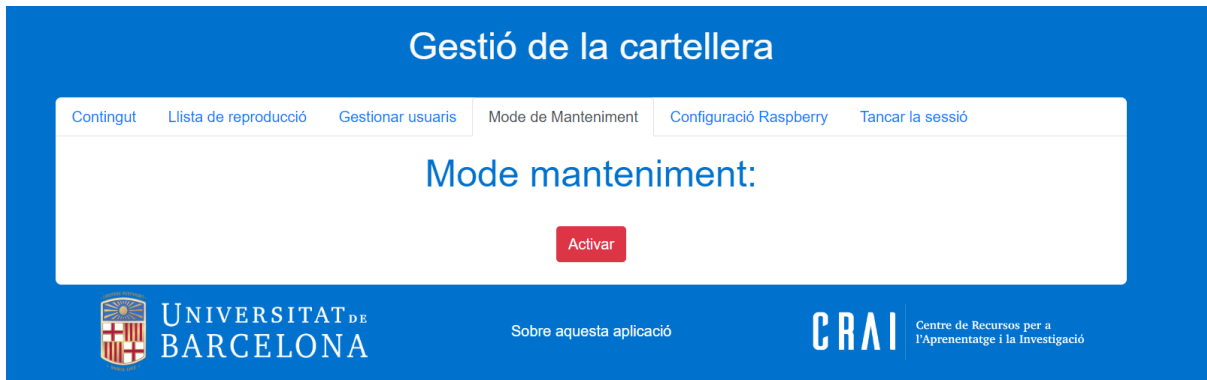 Gestió de la cartellera
Contingut Llista de reproducció Gestionar usuaris Mode de Manteniment Configuració Raspberry Tancar la sessió
Mode manteniment:
Activar
UNIVERSITAT DE
BARCELONA
Sobre aquesta aplicació
CRAI
Centre de Recursos per a
l'Aprenentatge i la Investigació